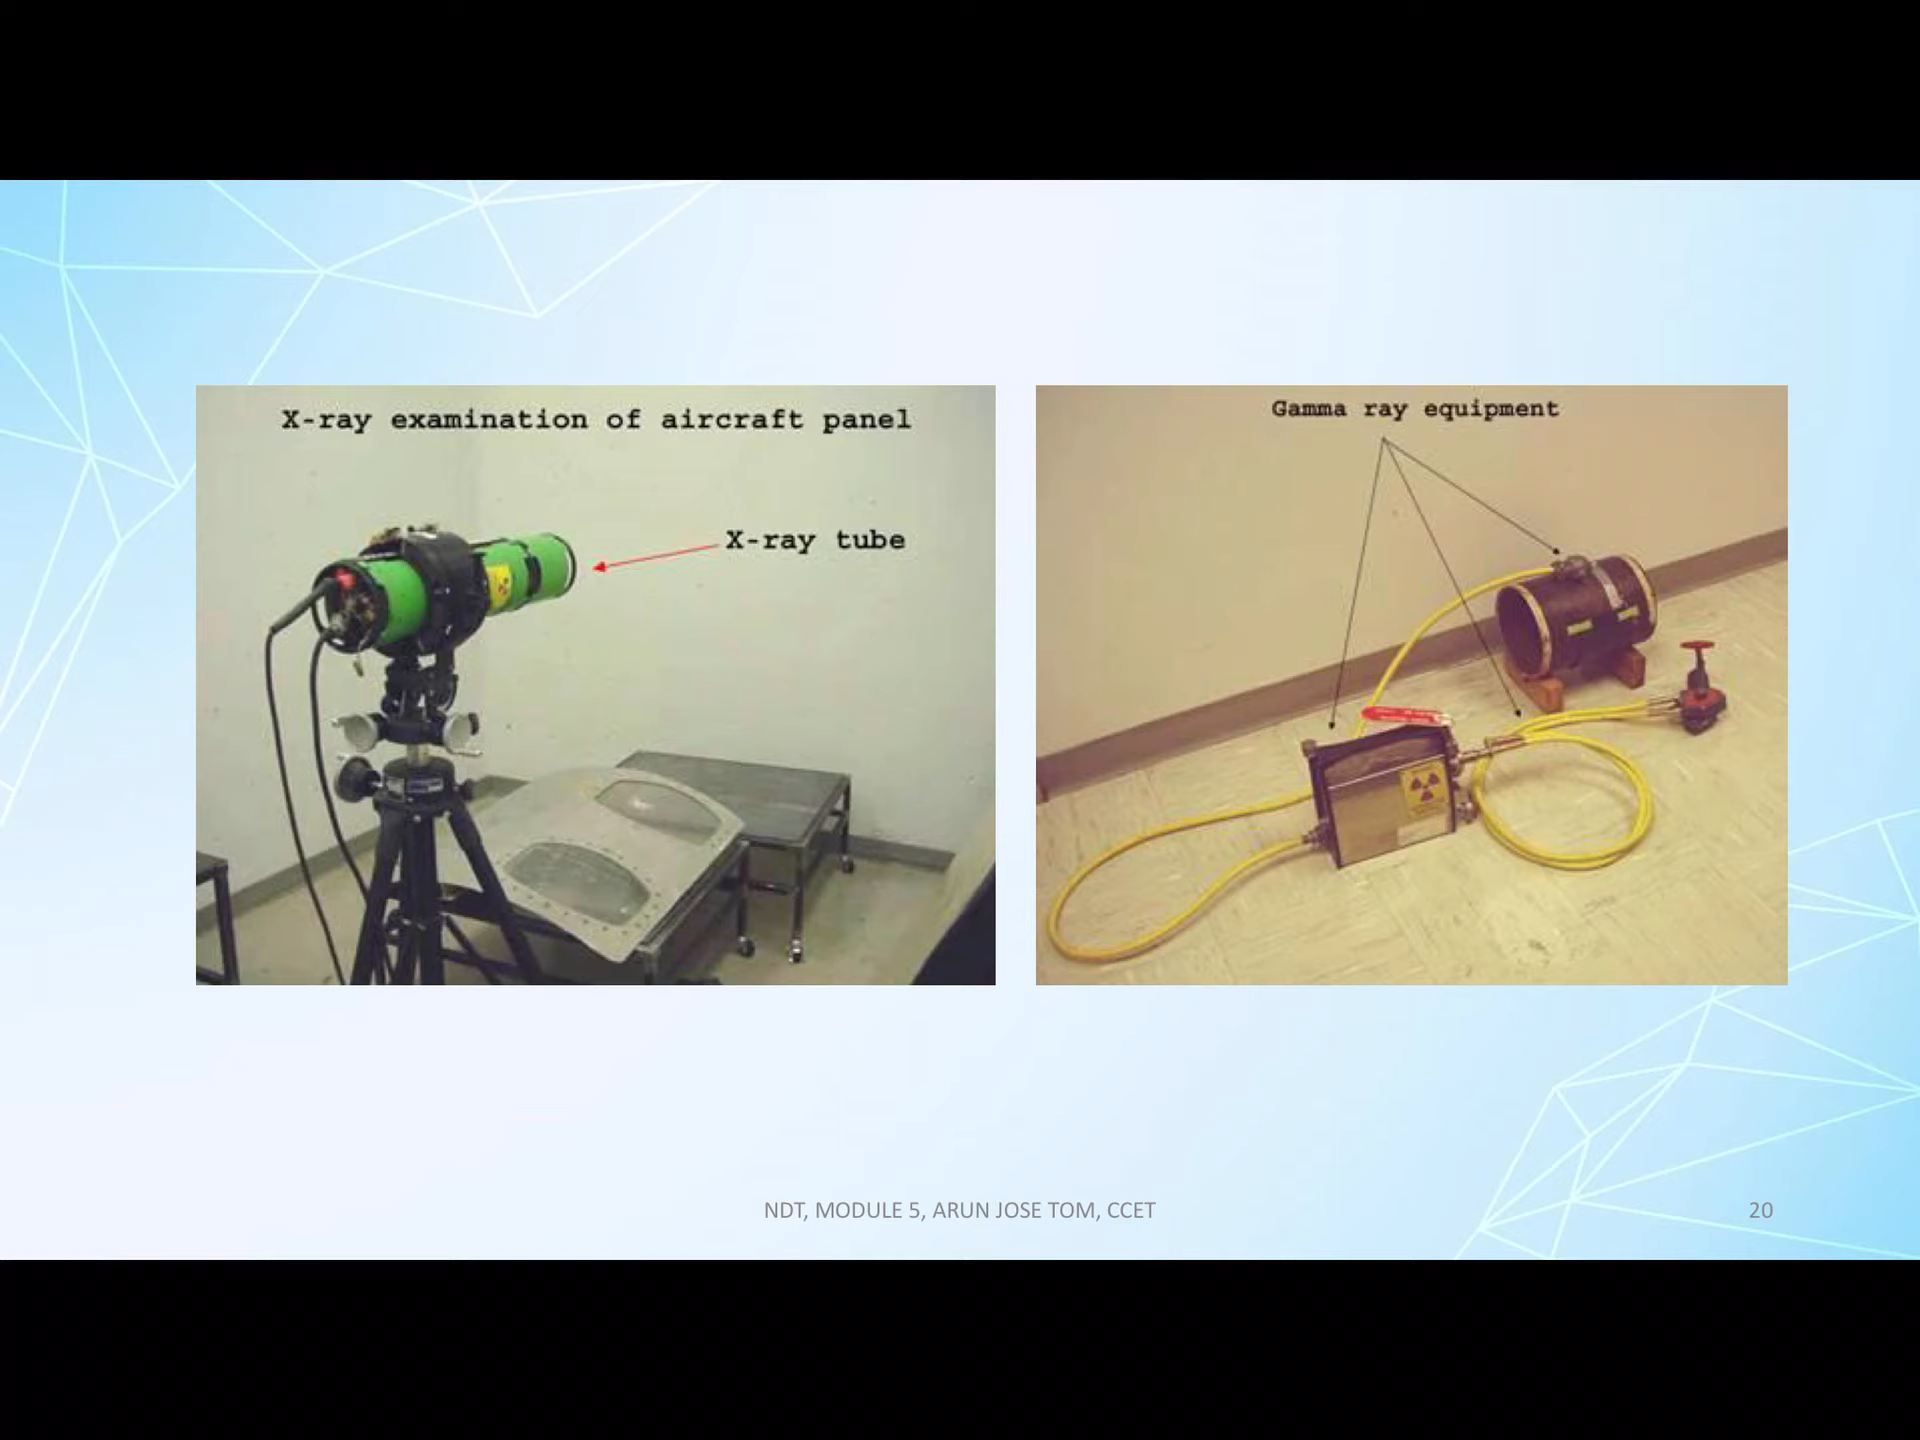 X-ray examination of aircraft panel
X-ray tube
Gamma ray equipment
NDT, MODULE 5, ARUN JOSE TOM, CCET
20